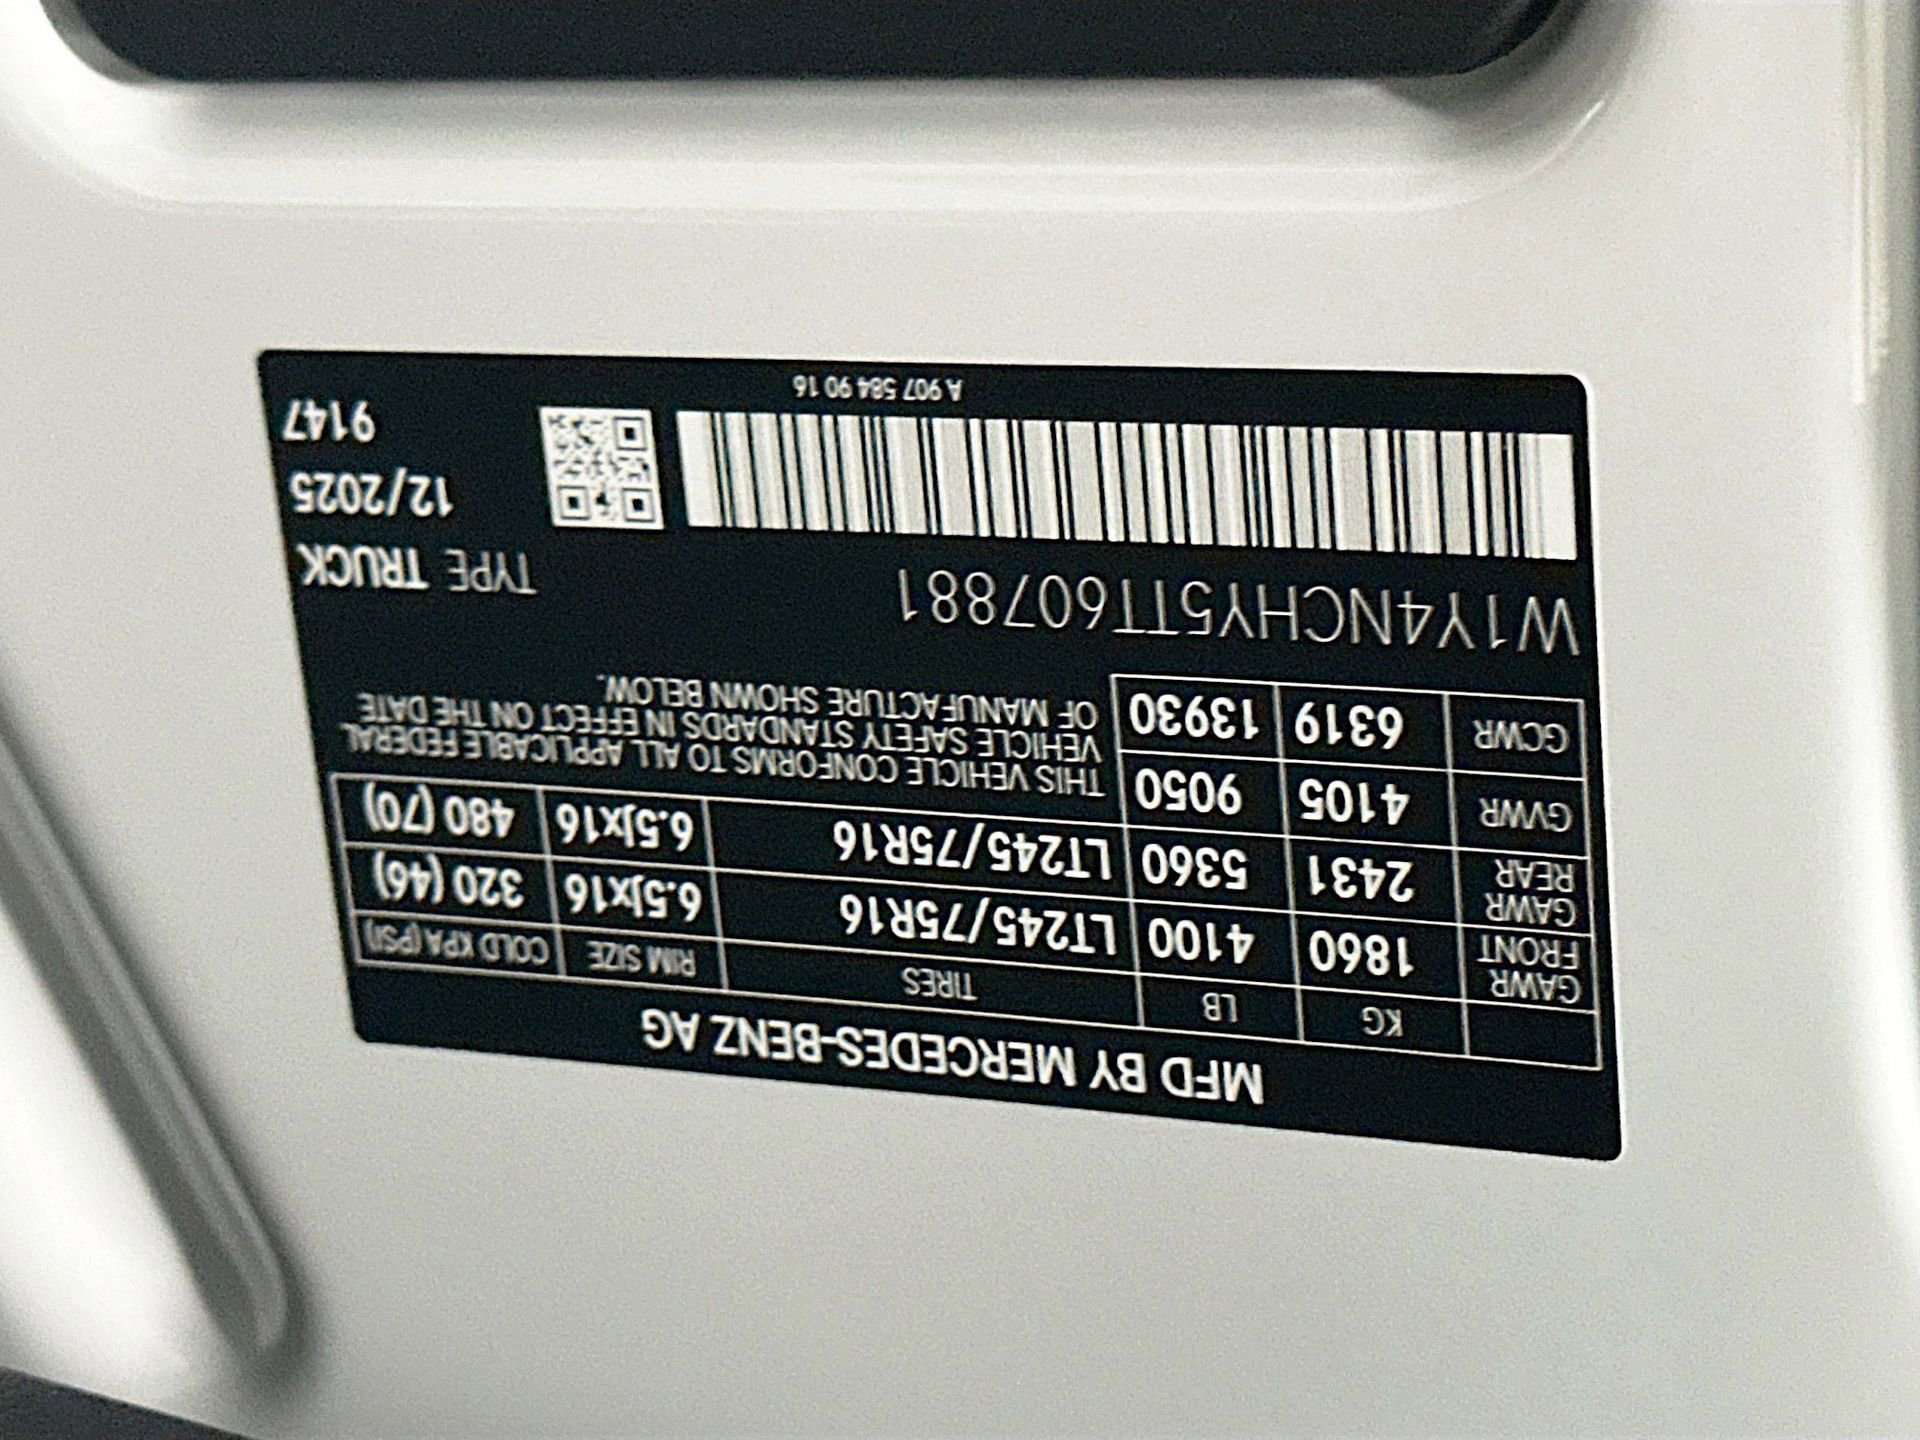 MFD BY MERCEDES-BENZ AG
KG LB TIRES RIM SIZE COLD KPA (PSI)
GAWR FRONT 1860 4100 LT245/75R16 6.5Jx16 320 (46)
GAWR REAR 2431 5360 LT245/75R16 6.5Jx16 480 (70)
GVWR 4105 9050
GCWR 6319 13930
THIS VEHICLE CONFORMS TO ALL APPLICABLE FEDERAL
VEHICLE SAFETY STANDARDS IN EFFECT ON THE DATE
OF MANUFACTURE SHOWN BELOW.
W1Y4NCHY5TT607881
TYPE TRUCK
12/2025
9147
A 907 584 90 16